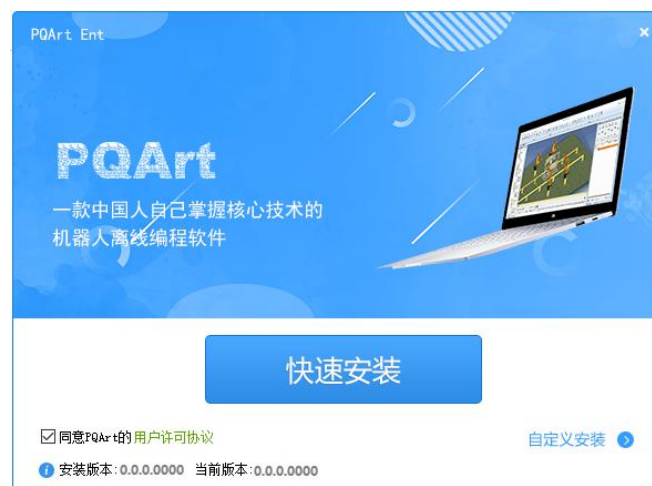 PQArt Ent
PQArt
一款中国人自己掌握核心技术的
机器人离线编程软件
快速安装
同意PQArt的 用户许可协议
自定义安装
安装版本: 0.0.0.0000 当前版本: 0.0.0.0000